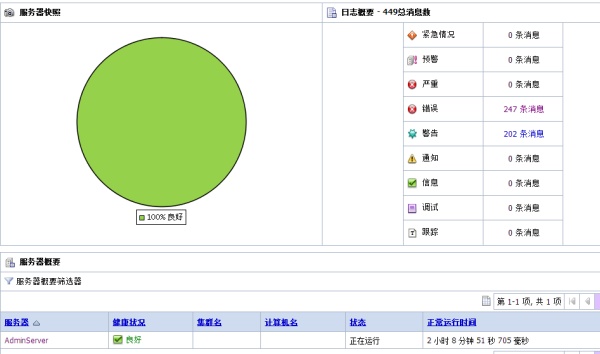 服务器快照
日志概要 - 449总消息数
紧急情况 0 条消息
预警 0 条消息
严重 0 条消息
错误 247 条消息
警告 202 条消息
通知 0 条消息
信息 0 条消息
调试 0 条消息
跟踪 0 条消息
100% 良好
服务器概要
服务器概要筛选器
第 1-1 项, 共 1 项
服务器 健康状况 集群名 计算机名 状态 正常运行时间
AdminServer 良好 正在运行 2 小时 8 分钟 51 秒 705 毫秒